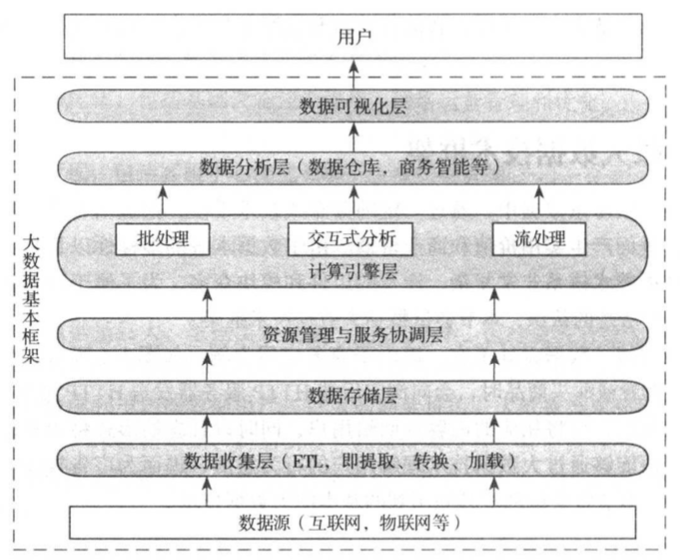 用户
数据可视化层
数据分析层（数据仓库，商务智能等）
批处理
交互式分析
流处理
计算引擎层
资源管理与服务协调层
数据存储层
数据收集层（ETL，即提取、转换、加载）
数据源（互联网，物联网等）
大数据基本框架